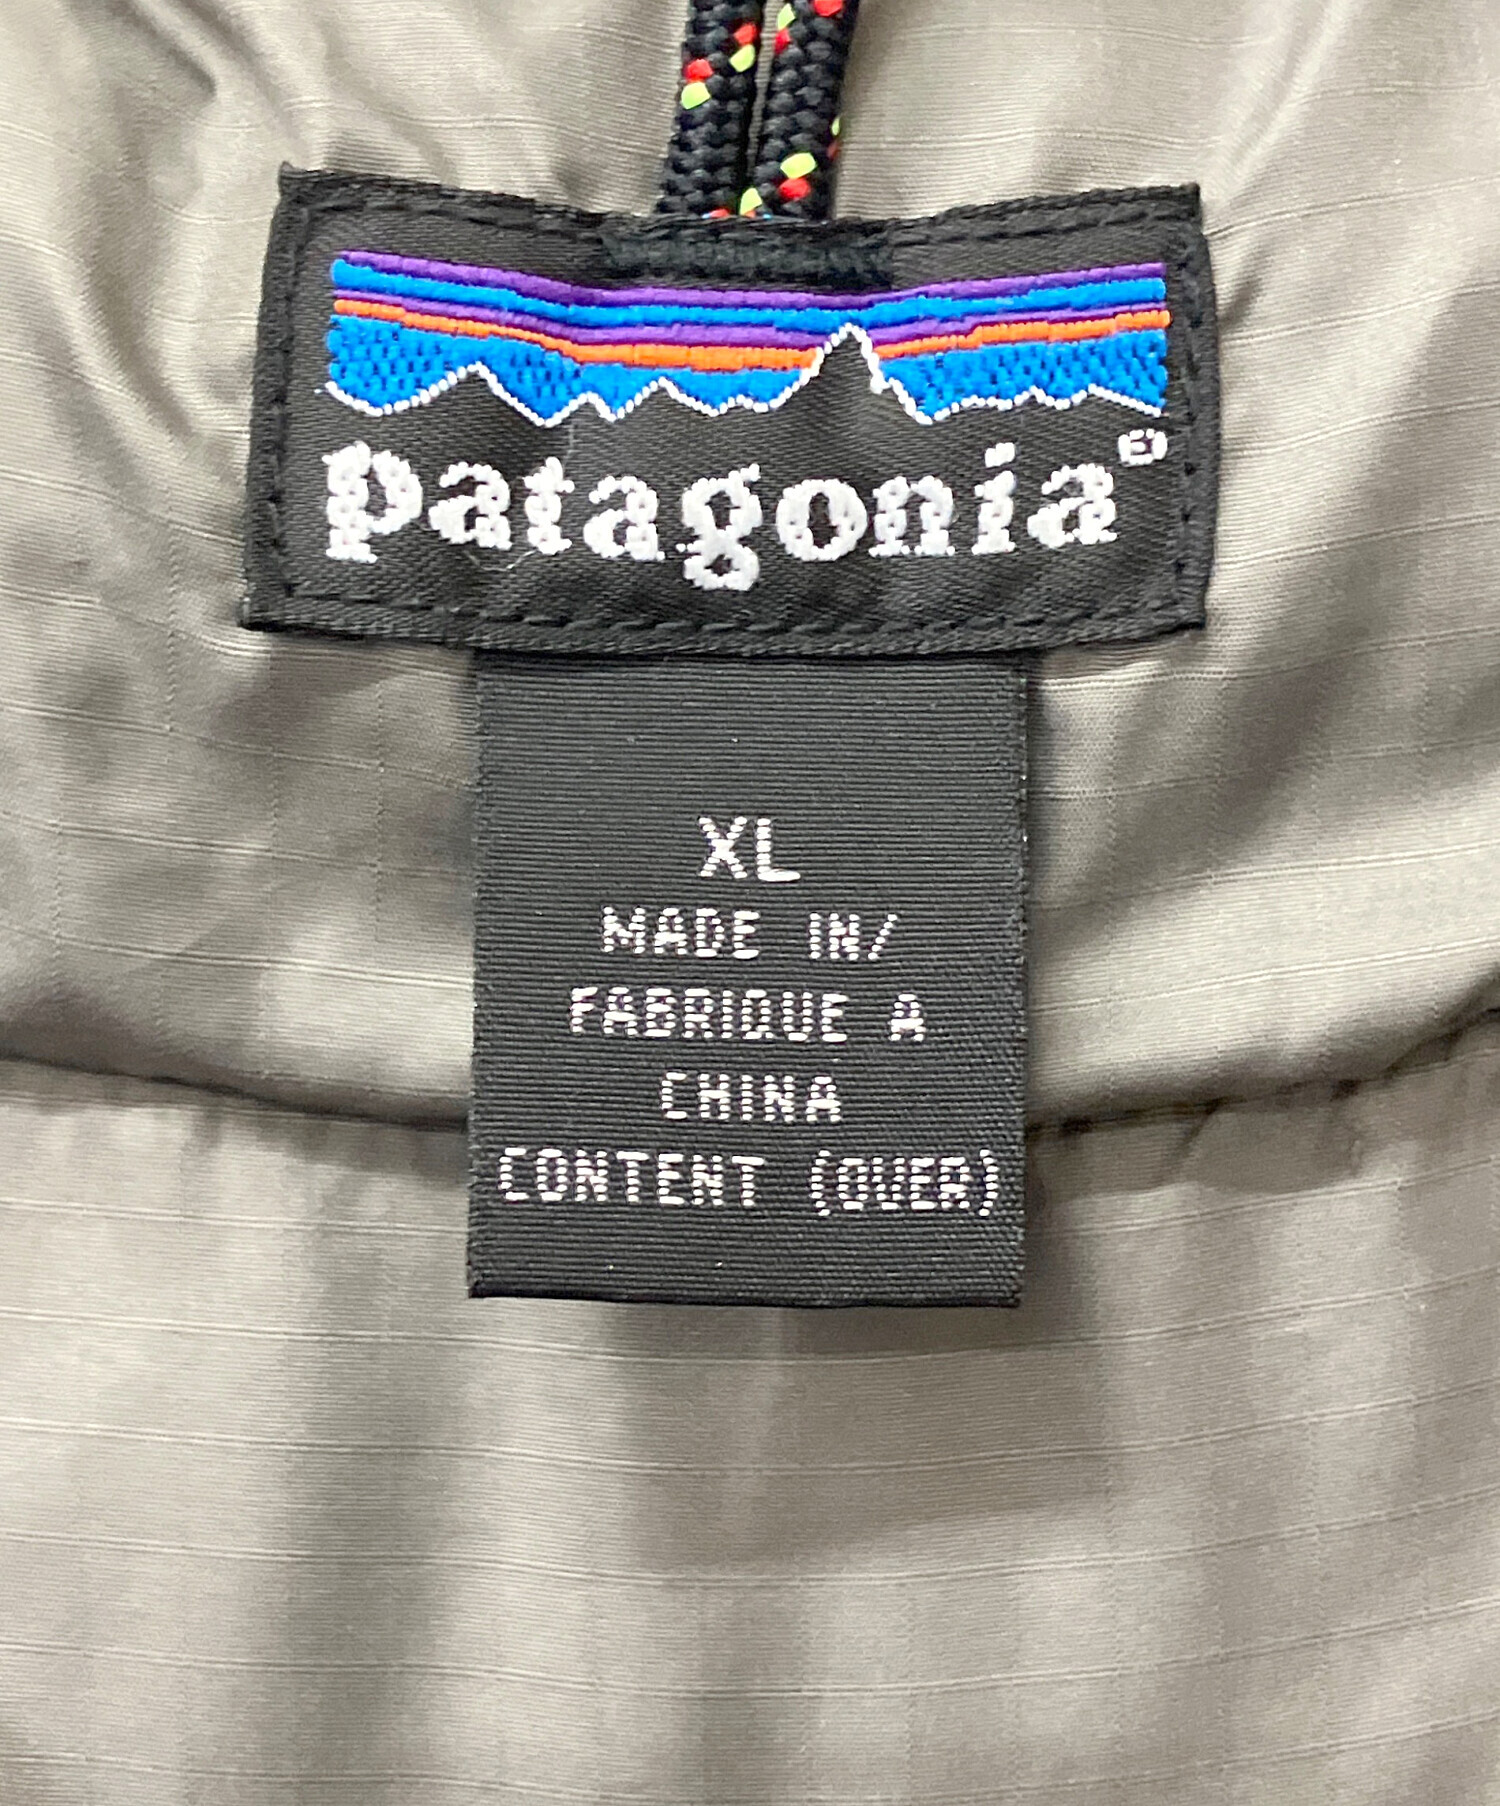 patagonia®
XL
MADE IN/
FABRIQUE A
CHINA
CONTENT (OVER)